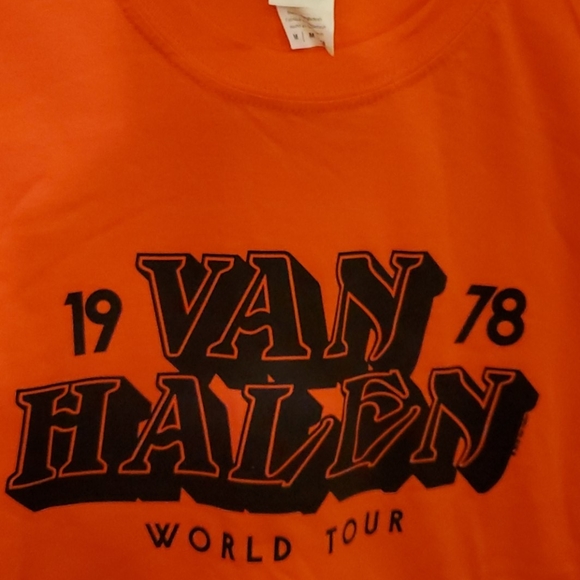 M | M
19 VAN 78
HALEN
WORLD TOUR